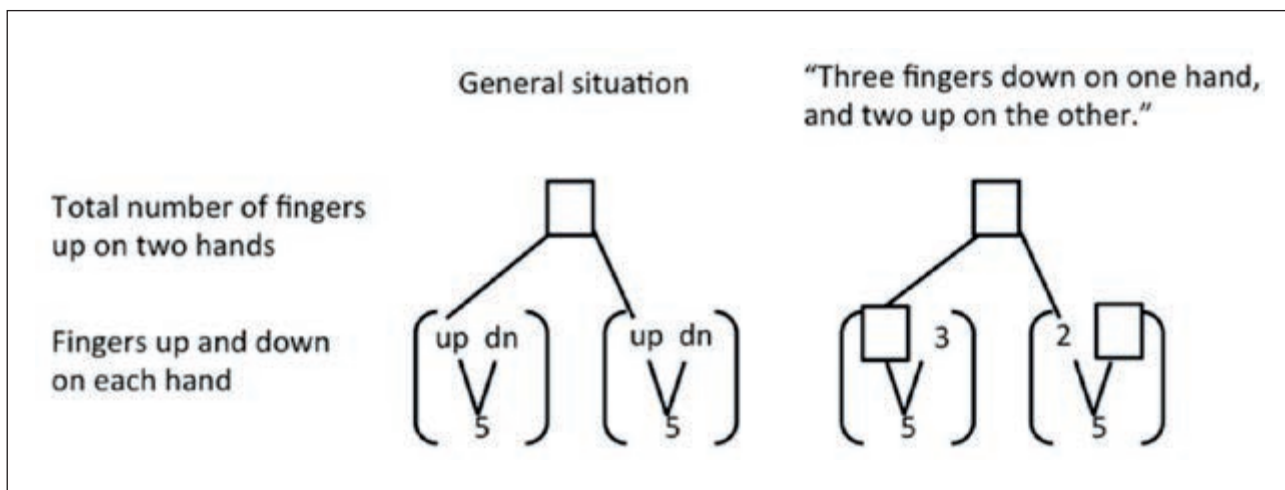 General situation
“Three fingers down on one hand,
and two up on the other.”
Total number of fingers
up on two hands
Fingers up and down
on each hand
up dn
5
up dn
5
3
5
2
5